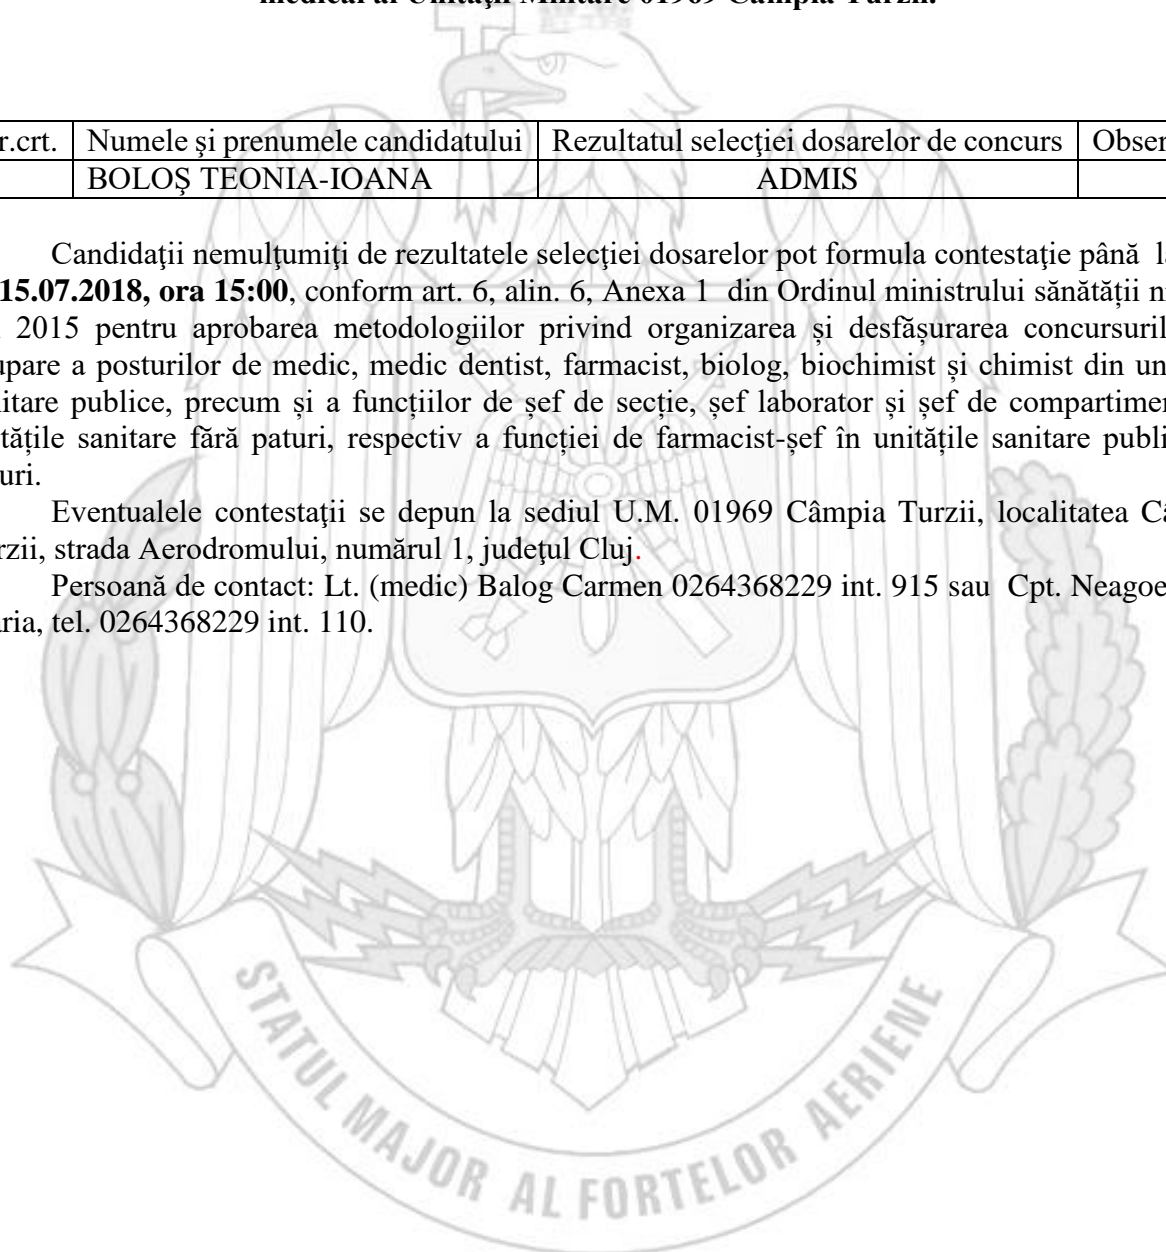 medical al Unităţii Militare 01969 Câmpia Turzii.
r.crt. Numele şi prenumele candidatului Rezultatul selecţiei dosarelor de concurs Obser
BOLOŞ TEONIA-IOANA ADMIS
Candidaţii nemulţumiţi de rezultatele selecţiei dosarelor pot formula contestaţie până l
15.07.2018, ora 15:00, conform art. 6, alin. 6, Anexa 1 din Ordinul ministrului sănătății n
2015 pentru aprobarea metodologiilor privind organizarea și desfășurarea concursuril
upare a posturilor de medic, medic dentist, farmacist, biolog, biochimist și chimist din un
itare publice, precum și a funcțiilor de șef de secție, șef laborator și șef de compartimen
tățile sanitare fără paturi, respectiv a funcției de farmacist-șef în unitățile sanitare publi
uri.
Eventualele contestaţii se depun la sediul U.M. 01969 Câmpia Turzii, localitatea Câ
rzii, strada Aerodromului, numărul 1, judeţul Cluj.
Persoană de contact: Lt. (medic) Balog Carmen 0264368229 int. 915 sau Cpt. Neagoe
aria, tel. 0264368229 int. 110.
STATUL MAJOR AL FORTELOR AERIENE